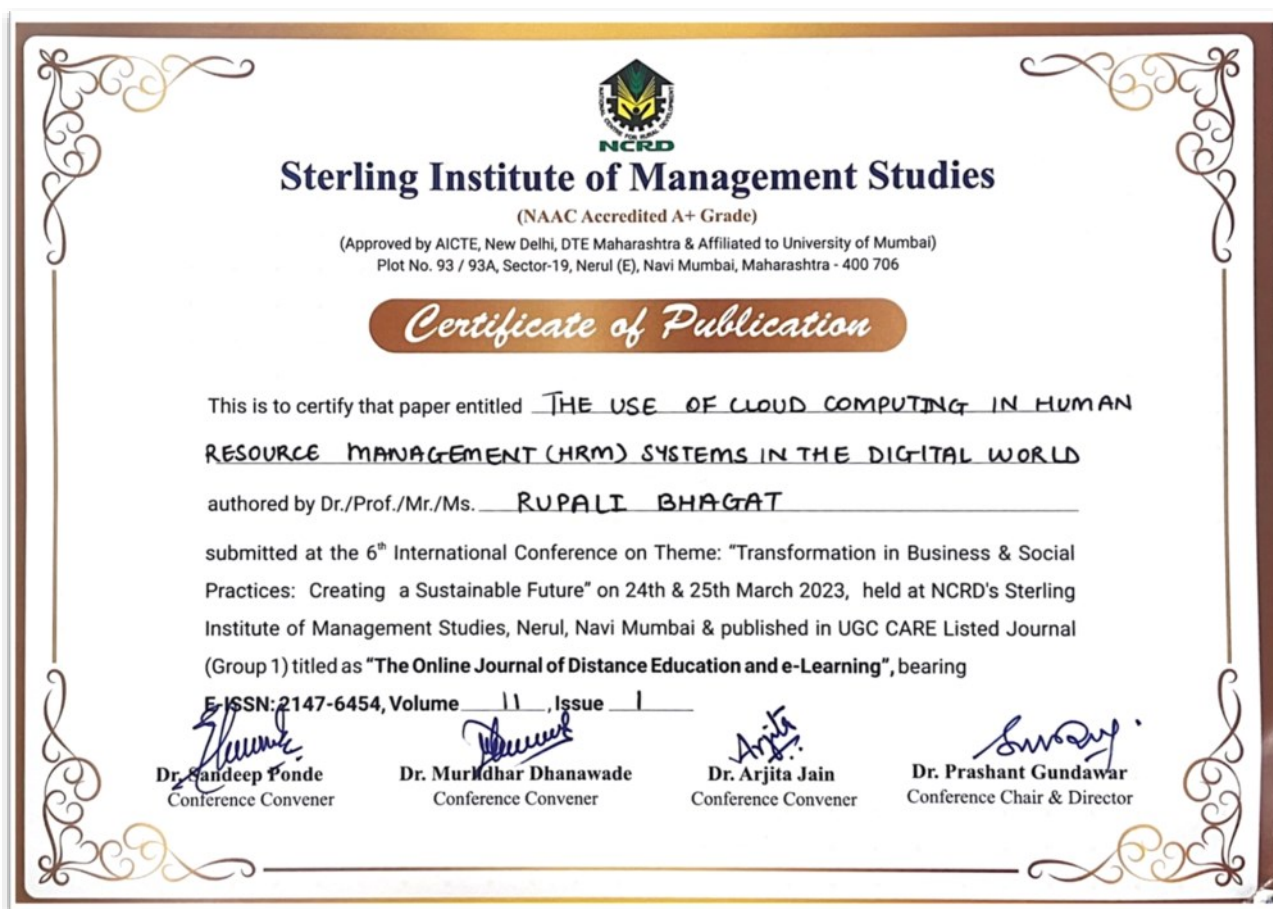 NATIONAL CENTRE FOR RURAL DEVELOPMENT
NCRD
Sterling Institute of Management Studies
(NAAC Accredited A+ Grade)
(Approved by AICTE, New Delhi, DTE Maharashtra & Affiliated to University of Mumbai)
Plot No. 93 / 93A, Sector-19, Nerul (E), Navi Mumbai, Maharashtra - 400 706
Certificate of Publication
This is to certify that paper entitled THE USE OF CLOUD COMPUTING IN HUMAN
RESOURCE MANAGEMENT (HRM) SYSTEMS IN THE DIGITAL WORLD
authored by Dr./Prof./Mr./Ms. RUPALI BHAGAT
submitted at the 6th International Conference on Theme: "Transformation in Business & Social
Practices: Creating a Sustainable Future" on 24th & 25th March 2023, held at NCRD's Sterling
Institute of Management Studies, Nerul, Navi Mumbai & published in UGC CARE Listed Journal
(Group 1) titled as "The Online Journal of Distance Education and e-Learning", bearing
E-ISSN: 2147-6454, Volume 11, Issue 1
Arjita
Dr. Sandeep Ponde Dr. Murlidhar Dhanawade Dr. Arjita Jain Dr. Prashant Gundawar
Conference Convener Conference Convener Conference Convener Conference Chair & Director